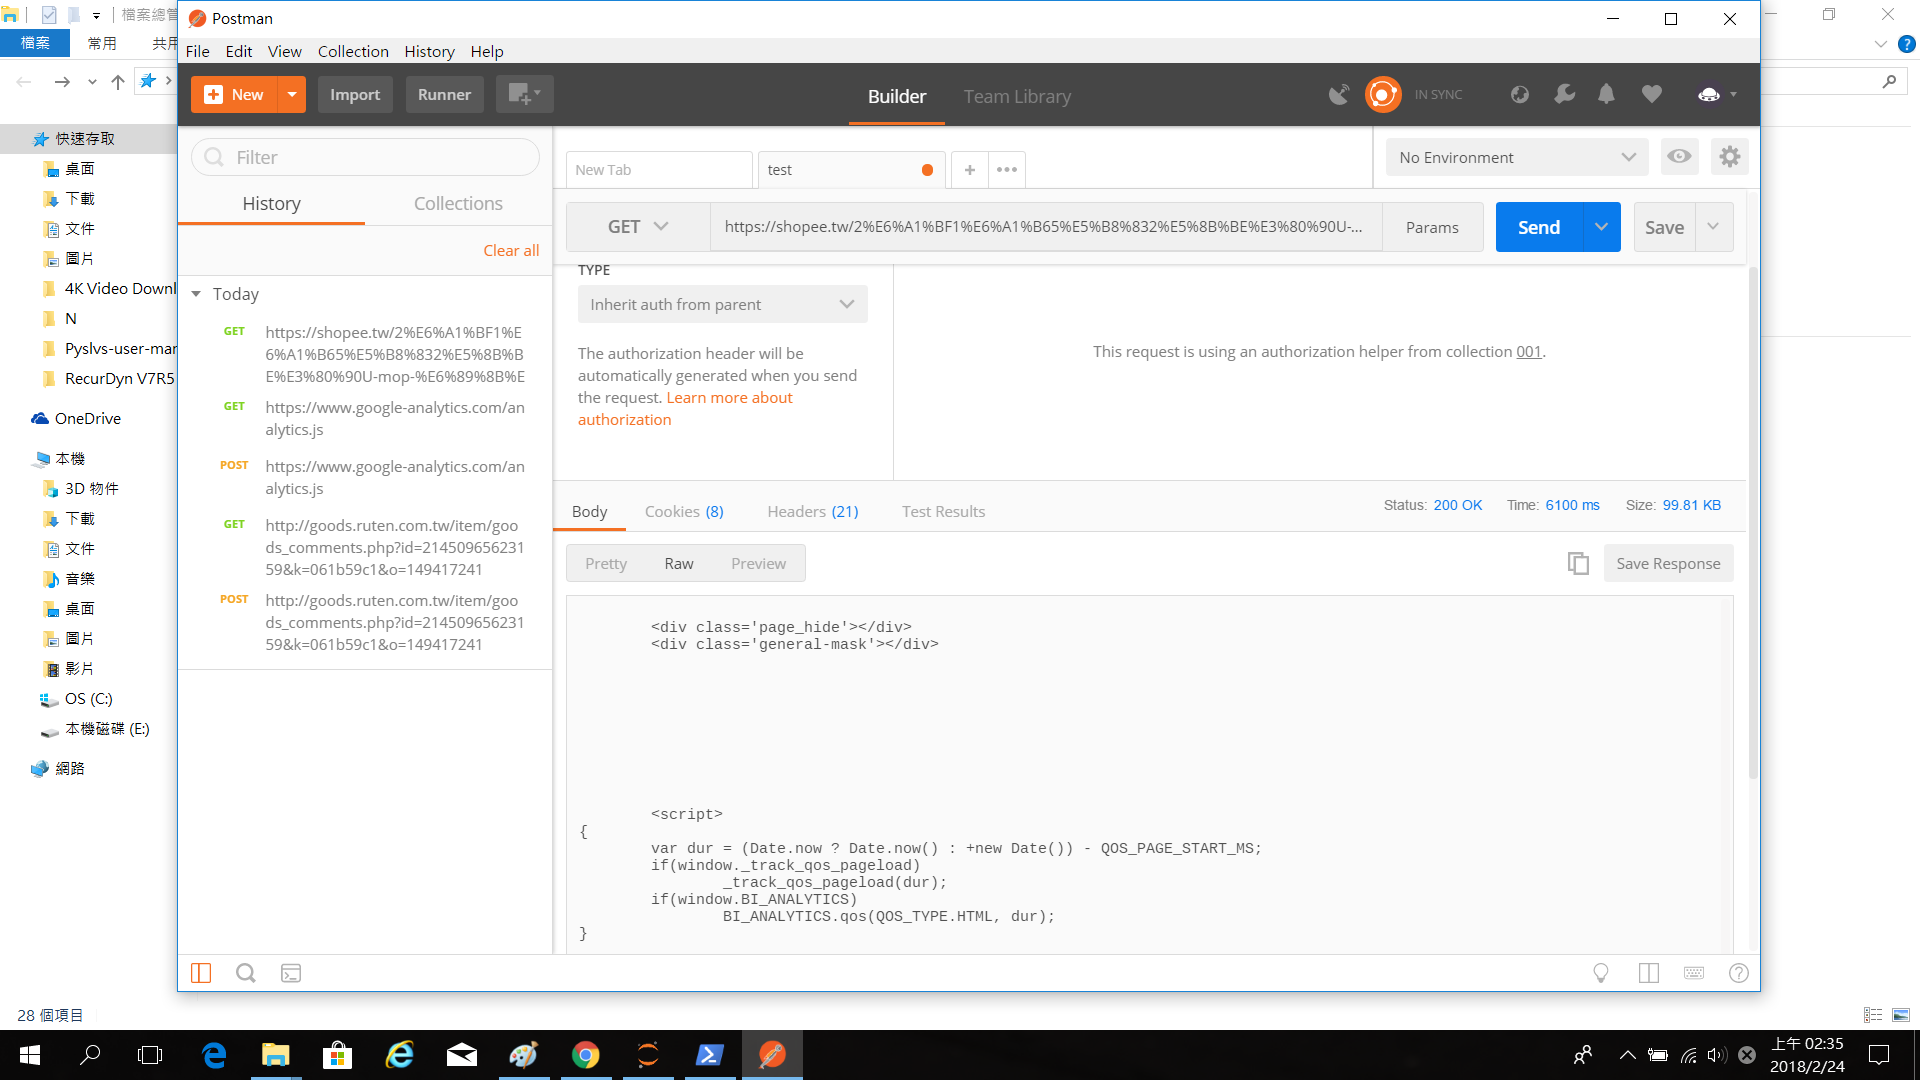 檔案總管
檔案
常用
共用
Postman
File Edit View Collection History Help
New
Import
Runner
Builder
Team Library
IN SYNC
快速存取
桌面
下載
文件
圖片
4K Video Downl
N
Pyslvs-user-mar
RecurDyn V7R5
OneDrive
本機
3D 物件
下載
文件
音樂
桌面
圖片
影片
OS (C:)
本機磁碟 (E:)
網路
28 個項目
Filter
History
Collections
Clear all
Today
GET
https://shopee.tw/2%E6%A1%BF1%E
6%A1%B65%E5%B8%832%E5%8B%B
E%E3%80%90U-mop-%E6%89%8B%E
GET
https://www.google-analytics.com/an
alytics.js
POST
https://www.google-analytics.com/an
alytics.js
GET
http://goods.ruten.com.tw/item/goo
ds_comments.php?id=214509656231
59&k=061b59c1&o=149417241
POST
http://goods.ruten.com.tw/item/goo
ds_comments.php?id=214509656231
59&k=061b59c1&o=149417241
New Tab
test
No Environment
GET
https://shopee.tw/2%E6%A1%BF1%E6%A1%B65%E5%B8%832%E5%8B%BE%E3%80%90U-...
Params
Send
Save
TYPE
Inherit auth from parent
The authorization header will be
automatically generated when you send
the request. Learn more about
authorization
This request is using an authorization helper from collection 001.
Body
Cookies (8)
Headers (21)
Test Results
Status: 200 OK
Time: 6100 ms
Size: 99.81 KB
Pretty
Raw
Preview
Save Response
<div class='page_hide'></div>
<div class='general-mask'></div>
<script>
{
var dur = (Date.now ? Date.now() : +new Date()) - QOS_PAGE_START_MS;
if(window._track_qos_pageload)
_track_qos_pageload(dur);
if(window.BI_ANALYTICS)
BI_ANALYTICS.qos(QOS_TYPE.HTML, dur);
}
上午 02:35
2018/2/24